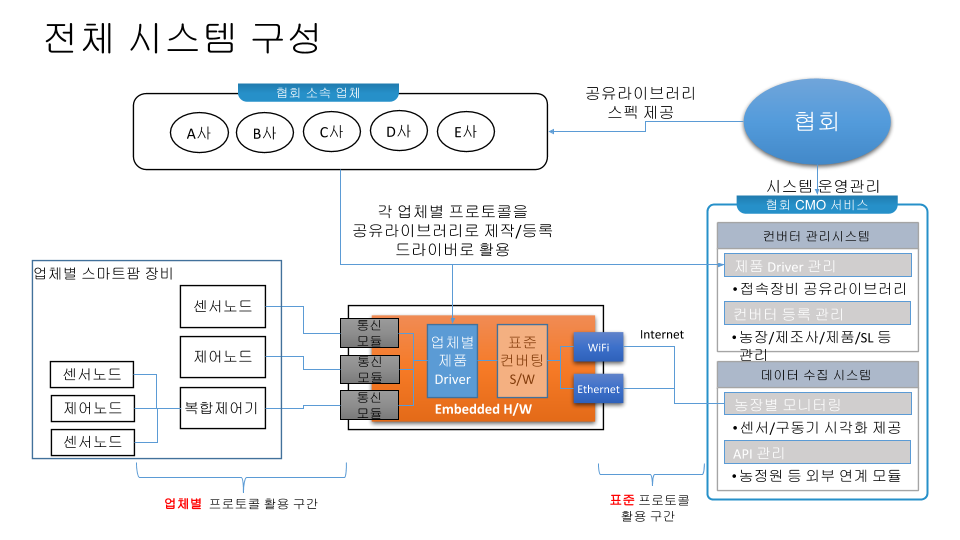 전체 시스템 구성
협회 소속 업체
A사
B사
C사
D사
E사
공유라이브러리
스펙 제공
협회
시스템 운영관리
협회 CMO 서비스
컨버터 관리시스템
제품 Driver 관리
•접속장비 공유라이브러리
컨버터 등록 관리
•농장/제조사/제품/SL 등
관리
데이터 수집 시스템
농장별 모니터링
•센서/구동기 시각화 제공
API 관리
•농정원 등 외부 연계 모듈
각 업체별 프로토콜을
공유라이브러리로 제작/등록
드라이버로 활용
업체별 스마트팜 장비
센서노드
제어노드
복합제어기
센서노드
제어노드
센서노드
통신
모듈
통신
모듈
통신
모듈
업체별
제품
Driver
표준
컨버팅
S/W
Embedded H/W
WiFi
Ethernet
Internet
업체별 프로토콜 활용 구간
표준 프로토콜
활용 구간